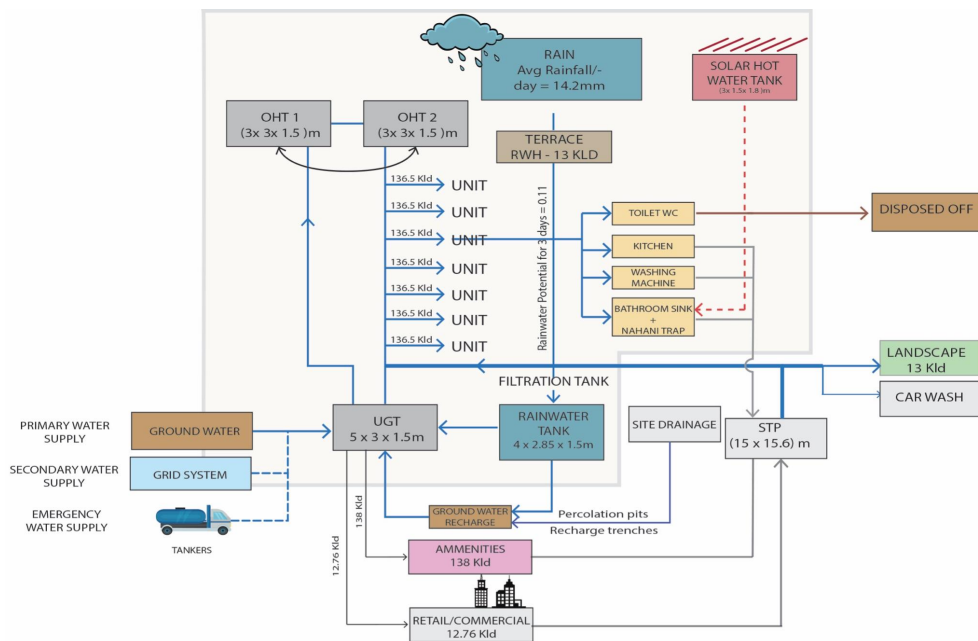 RAIN
Avg Rainfall/-
day = 14.2mm
SOLAR HOT
WATER TANK
(3x 1.5x 1.8 )m
OHT 1
(3x 3x 1.5 )m
OHT 2
(3x 3x 1.5 )m
TERRACE
RWH - 13 KLD
136.5 Kld
UNIT
136.5 Kld
UNIT
136.5 Kld
UNIT
136.5 Kld
UNIT
136.5 Kld
UNIT
136.5 Kld
UNIT
136.5 Kld
UNIT
Rainwater Potential for 3 days = 0.11
TOILET WC
KITCHEN
WASHING
MACHINE
BATHROOM SINK
+
NAHANI TRAP
DISPOSED OFF
LANDSCAPE
13 Kld
CAR WASH
FILTRATION TANK
UGT
5 x 3 x 1.5m
RAINWATER
TANK
4 x 2.85 x 1.5m
SITE DRAINAGE
STP
(15 x 15.6) m
PRIMARY WATER
SUPPLY
GROUND WATER
SECONDARY WATER
SUPPLY
GRID SYSTEM
EMERGENCY
WATER SUPPLY
TANKERS
138 Kld
12.76 Kld
GROUND WATER
RECHARGE
Percolation pits
Recharge trenches
AMMENITIES
138 Kld
RETAIL/COMMERCIAL
12.76 Kld